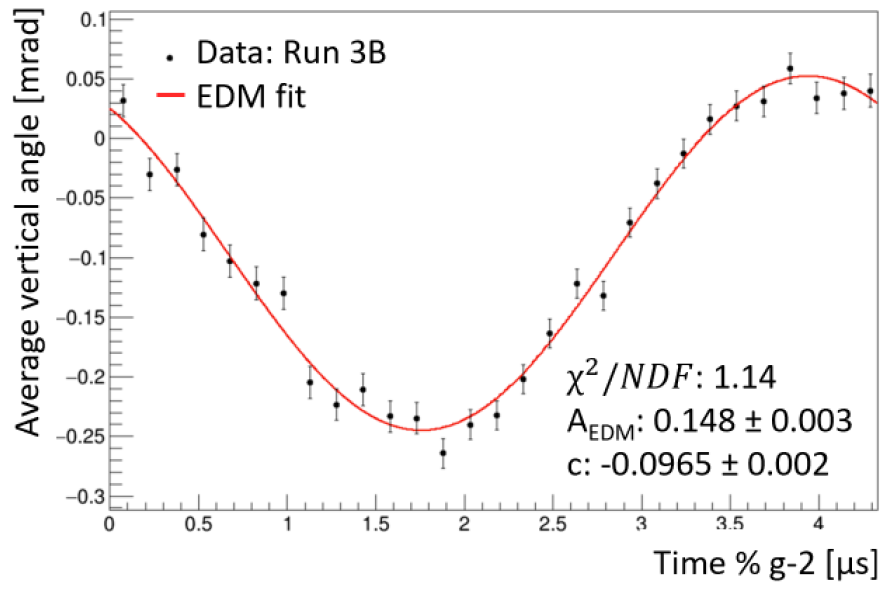 0.1
0.05
0
−0.05
−0.1
−0.15
−0.2
−0.25
−0.3
Average vertical angle [mrad]
Data: Run 3B
EDM fit
χ²/NDF: 1.14
A_EDM: 0.148 ± 0.003
c: -0.0965 ± 0.002
0 0.5 1 1.5 2 2.5 3 3.5 4
Time % g-2 [µs]